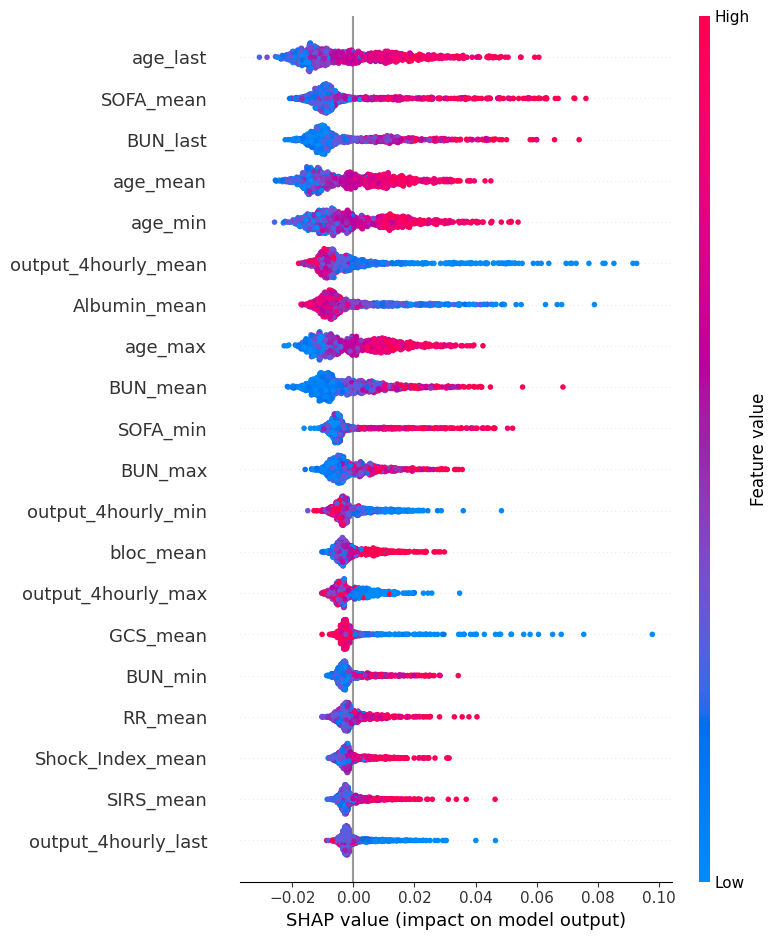 High
age_last
SOFA_mean
BUN_last
age_mean
age_min
output_4hourly_mean
Albumin_mean
age_max
BUN_mean
SOFA_min
BUN_max
output_4hourly_min
bloc_mean
output_4hourly_max
GCS_mean
BUN_min
RR_mean
Shock_Index_mean
SIRS_mean
output_4hourly_last
Feature value
Low
−0.02 0.00 0.02 0.04 0.06 0.08 0.10
SHAP value (impact on model output)